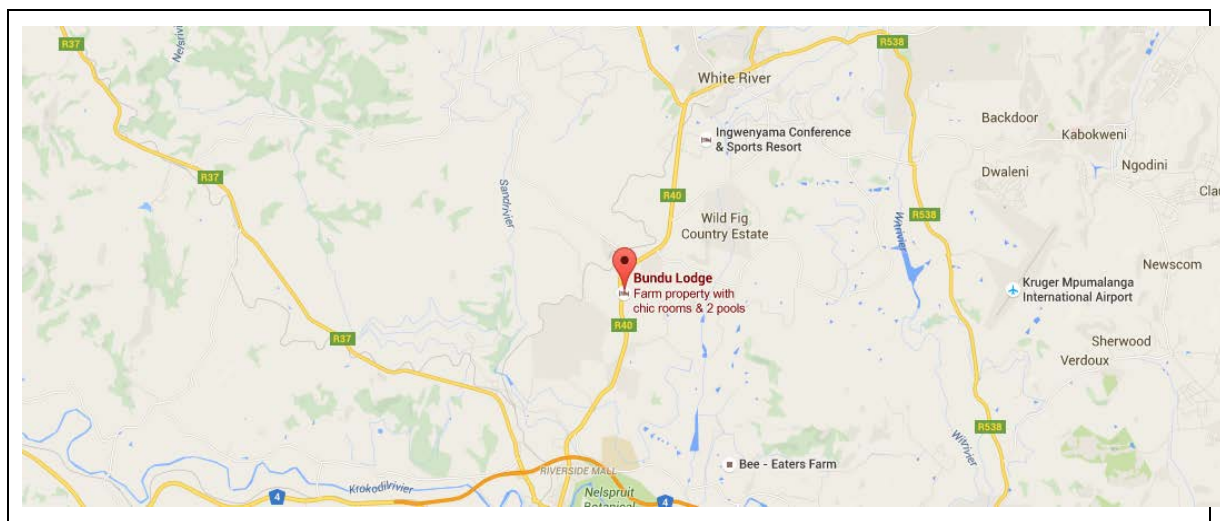 R37
Nelsrivier
R538
White River
Ingwenyama Conference
& Sports Resort
Backdoor
Kabokweni
Ngodini
Dwaleni
R37
Sandrivier
R40
Wild Fig
Country Estate
Witrivier
R538
Newscom
Bundu Lodge
Farm property with
chic rooms & 2 pools
Kruger Mpumalanga
International Airport
R40
R37
Sherwood
Verdoux
R538
Witrivier
Bee - Eaters Farm
RIVERSIDE MALL
Krokodilrivier
4
Nelspruit
4